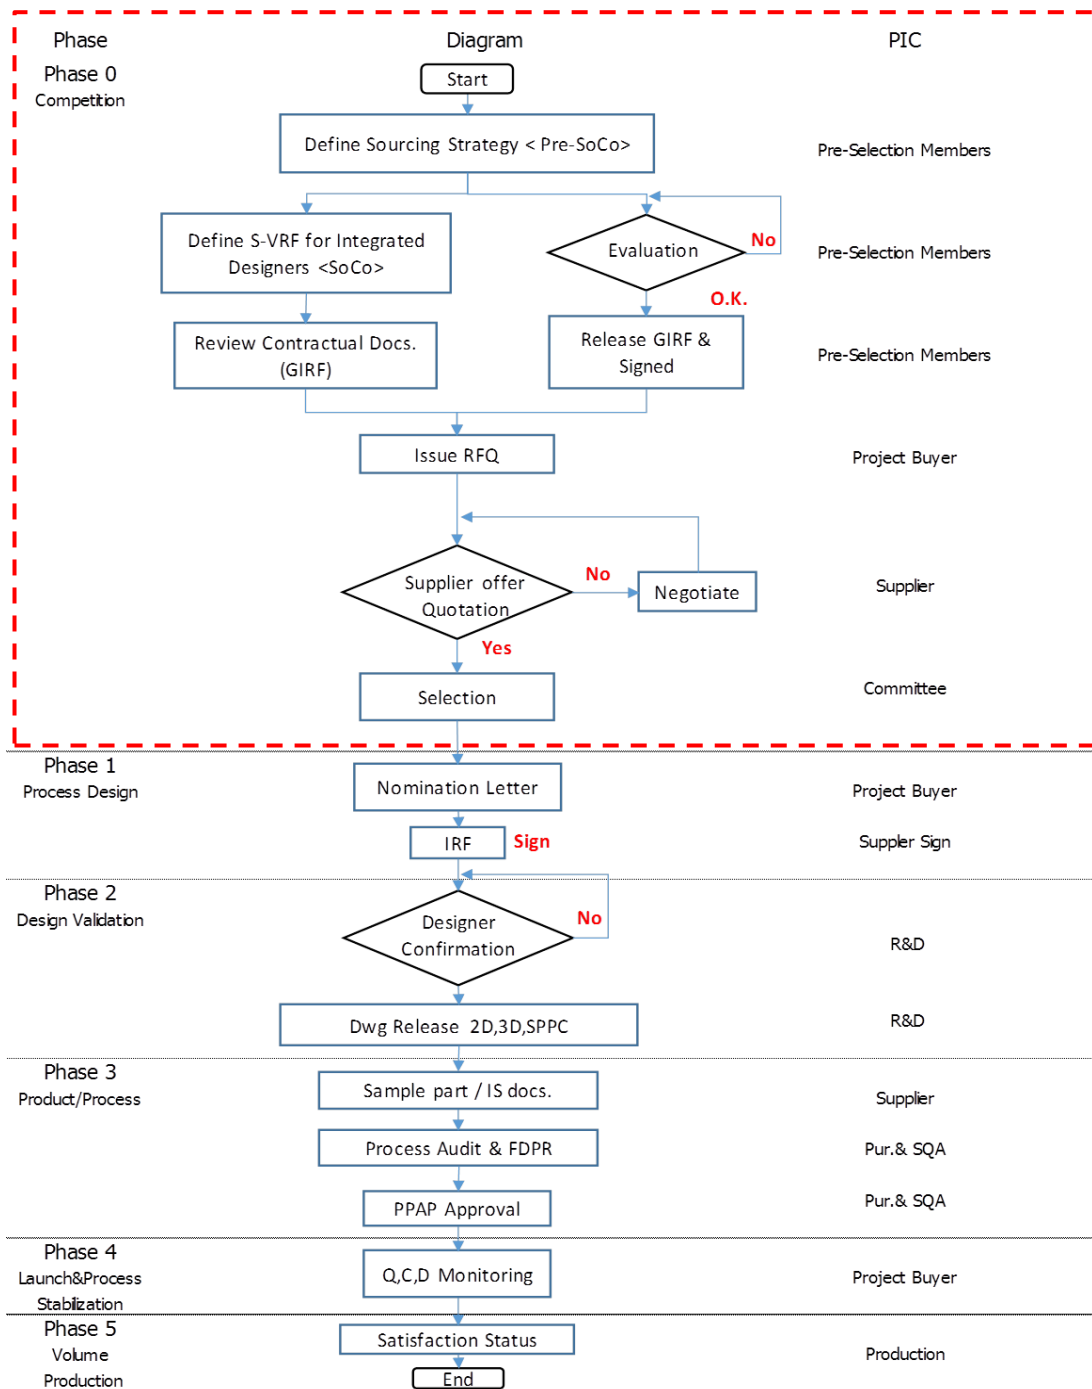 Phase
Diagram
PIC
Phase 0
Competition
Start
Define Sourcing Strategy < Pre-SoCo>
Pre-Selection Members
Define S-VRF for Integrated
Designers <SoCo>
Evaluation
No
Pre-Selection Members
O.K.
Review Contractual Docs.
(GIRF)
Release GIRF &
Signed
Pre-Selection Members
Issue RFQ
Project Buyer
Supplier offer
Quotation
No
Negotiate
Supplier
Yes
Selection
Committee
Phase 1
Process Design
Nomination Letter
Project Buyer
IRF
Sign
Suppler Sign
Phase 2
Design Validation
Designer
Confirmation
No
R&D
Dwg Release 2D,3D,SPPC
R&D
Phase 3
Product/Process
Sample part / IS docs.
Supplier
Process Audit & FDPR
Pur.& SQA
PPAP Approval
Pur.& SQA
Phase 4
Launch&Process
Stabilization
Q,C,D Monitoring
Project Buyer
Phase 5
Volume
Production
Satisfaction Status
Production
End